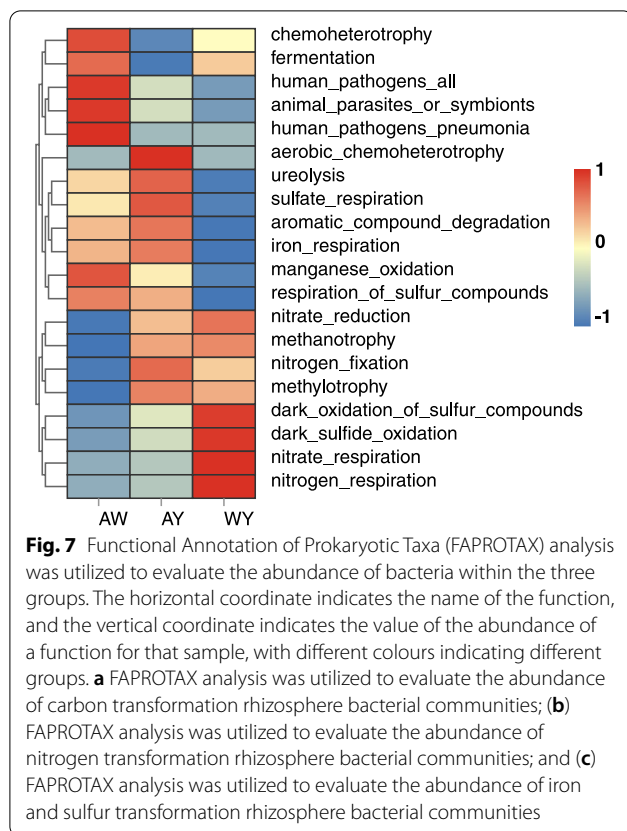 chemoheterotrophy
fermentation
human_pathogens_all
animal_parasites_or_symbionts
human_pathogens_pneumonia
aerobic_chemoheterotrophy
ureolysis
sulfate_respiration
aromatic_compound_degradation
iron_respiration
manganese_oxidation
respiration_of_sulfur_compounds
nitrate_reduction
methanotrophy
nitrogen_fixation
methylotrophy
dark_oxidation_of_sulfur_compounds
dark_sulfide_oxidation
nitrate_respiration
nitrogen_respiration
1
0
-1
AW AY WY
Fig. 7 Functional Annotation of Prokaryotic Taxa (FAPROTAX) analysis
was utilized to evaluate the abundance of bacteria within the three
groups. The horizontal coordinate indicates the name of the function,
and the vertical coordinate indicates the value of the abundance of
a function for that sample, with different colours indicating different
groups. a FAPROTAX analysis was utilized to evaluate the abundance
of carbon transformation rhizosphere bacterial communities; (b)
FAPROTAX analysis was utilized to evaluate the abundance of
nitrogen transformation rhizosphere bacterial communities; and (c)
FAPROTAX analysis was utilized to evaluate the abundance of iron
and sulfur transformation rhizosphere bacterial communities